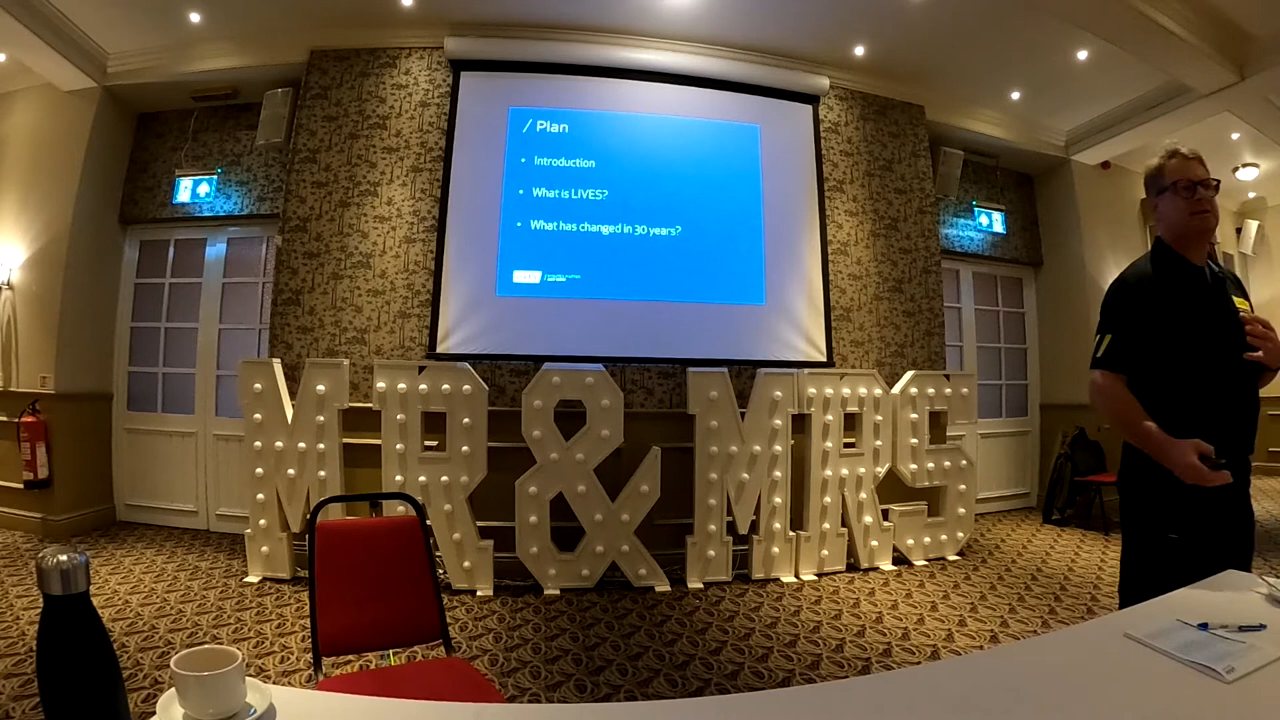 / Plan
• Introduction
• What is LIVES?
• What has changed in 30 years?
MR & MRS